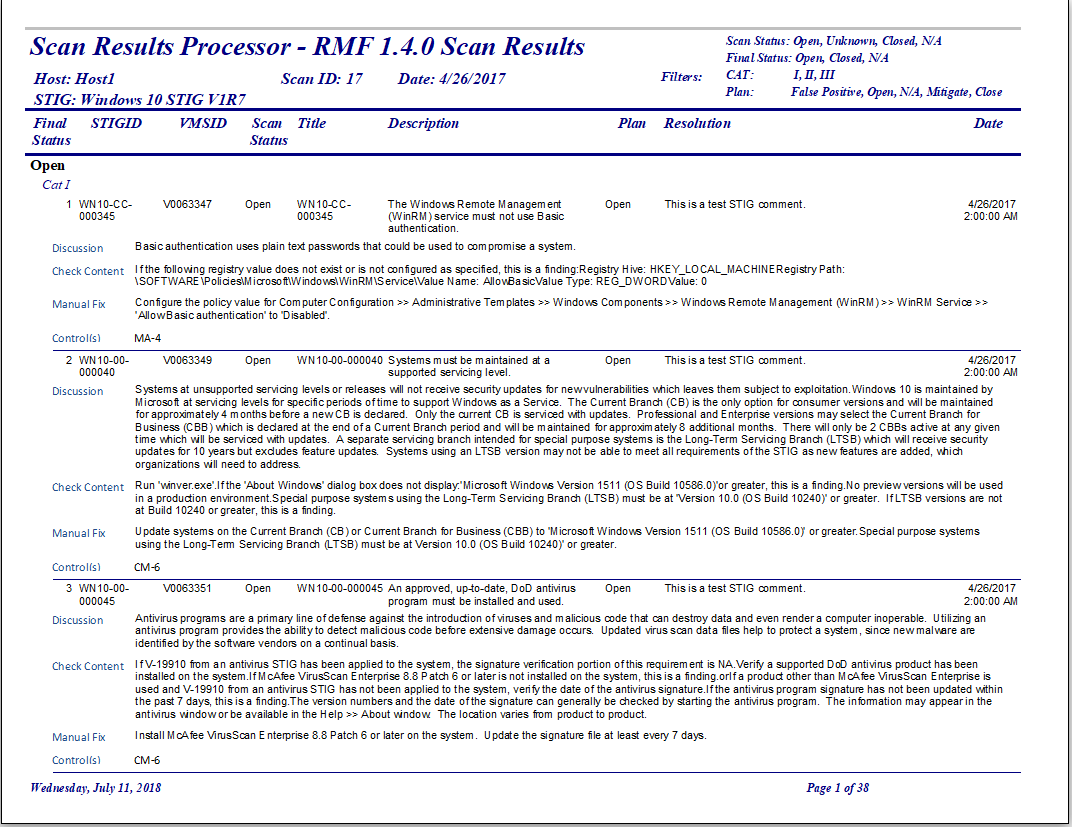 Scan Results Processor - RMF 1.4.0 Scan Results
Scan Status: Open, Unknown, Closed, N/A
Final Status: Open, Closed, N/A
Host: Host1 Scan ID: 17 Date: 4/26/2017 Filters: CAT: I, II, III
STIG: Windows 10 STIG V1R7 Plan: False Positive, Open, N/A, Mitigate, Close
Final STIGID VMSID Scan Title Description Plan Resolution Date
Status Status
Open
Cat I
1 WN10-CC- V0063347 Open WN10-CC- The Windows Remote Management Open This is a test STIG comment. 4/26/2017
000345 000345 (WinRM) service must not use Basic 2:00:00 AM
authentication.
Discussion Basic authentication uses plain text passwords that could be used to compromise a system.
Check Content If the following registry value does not exist or is not configured as specified, this is a finding:Registry Hive: HKEY_LOCAL_MACHINERegistry Path:
\SOFTWARE\Policies\Microsoft\Windows\WinRM\Service\Value Name: AllowBasicValue Type: REG_DWORDValue: 0
Manual Fix Configure the policy value for Computer Configuration >> Administrative Templates >> Windows Components >> Windows Remote Management (WinRM) >> WinRM Service >>
'Allow Basic authentication' to 'Disabled'.
Control(s) MA-4
2 WN10-00- V0063349 Open WN10-00-000040 Systems must be maintained at a Open This is a test STIG comment. 4/26/2017
000040 supported servicing level. 2:00:00 AM
Discussion Systems at unsupported servicing levels or releases will not receive security updates for new vulnerabilities which leaves them subject to exploitation.Windows 10 is maintained by
Microsoft at servicing levels for specific periods of time to support Windows as a Service. The Current Branch (CB) is the only option for consumer versions and will be maintained
for approximately 4 months before a new CB is declared. Only the current CB is serviced with updates. Professional and Enterprise versions may select the Current Branch for
Business (CBB) which is declared at the end of a Current Branch period and will be maintained for approximately 8 additional months. There will only be 2 CBBs active at any given
time which will be serviced with updates. A separate servicing branch intended for special purpose systems is the Long-Term Servicing Branch (LTSB) which will receive security
updates for 10 years but excludes feature updates. Systems using an LTSB version may not be able to meet all requirements of the STIG as new features are added, which
organizations will need to address.
Check Content Run 'winver.exe'.If the 'About Windows' dialog box does not display:'Microsoft Windows Version 1511 (OS Build 10586.0)'or greater, this is a finding.No preview versions will be used
in a production environment.Special purpose systems using the Long-Term Servicing Branch (LTSB) must be at 'Version 10.0 (OS Build 10240)' or greater. If LTSB versions are not
at Build 10240 or greater, this is a finding.
Manual Fix Update systems on the Current Branch (CB) or Current Branch for Business (CBB) to 'Microsoft Windows Version 1511 (OS Build 10586.0)' or greater.Special purpose systems
using the Long-Term Servicing Branch (LTSB) must be at Version 10.0 (OS Build 10240)' or greater.
Control(s) CM-6
3 WN10-00- V0063351 Open WN10-00-000045 An approved, up-to-date, DoD antivirus Open This is a test STIG comment. 4/26/2017
000045 program must be installed and used. 2:00:00 AM
Discussion Antivirus programs are a primary line of defense against the introduction of viruses and malicious code that can destroy data and even render a computer inoperable. Utilizing an
antivirus program provides the ability to detect malicious code before extensive damage occurs. Updated virus scan data files help to protect a system, since new malware are
identified by the software vendors on a continual basis.
Check Content If V-19910 from an antivirus STIG has been applied to the system, the signature verification portion of this requirement is NA.Verify a supported DoD antivirus product has been
installed on the system.If McAfee VirusScan Enterprise 8.8 Patch 6 or later is not installed on the system, this is a finding.orIf a product other than McAfee VirusScan Enterprise is
used and V-19910 from an antivirus STIG has not been applied to the system, verify the date of the antivirus signature.If the antivirus program signature has not been updated within
the past 7 days, this is a finding.The version numbers and the date of the signature can generally be checked by starting the antivirus program. The information may appear in the
antivirus window or be available in the Help >> About window. The location varies from product to product.
Manual Fix Install McAfee VirusScan Enterprise 8.8 Patch 6 or later on the system. Update the signature file at least every 7 days.
Control(s) CM-6
Wednesday, July 11, 2018 Page 1 of 38